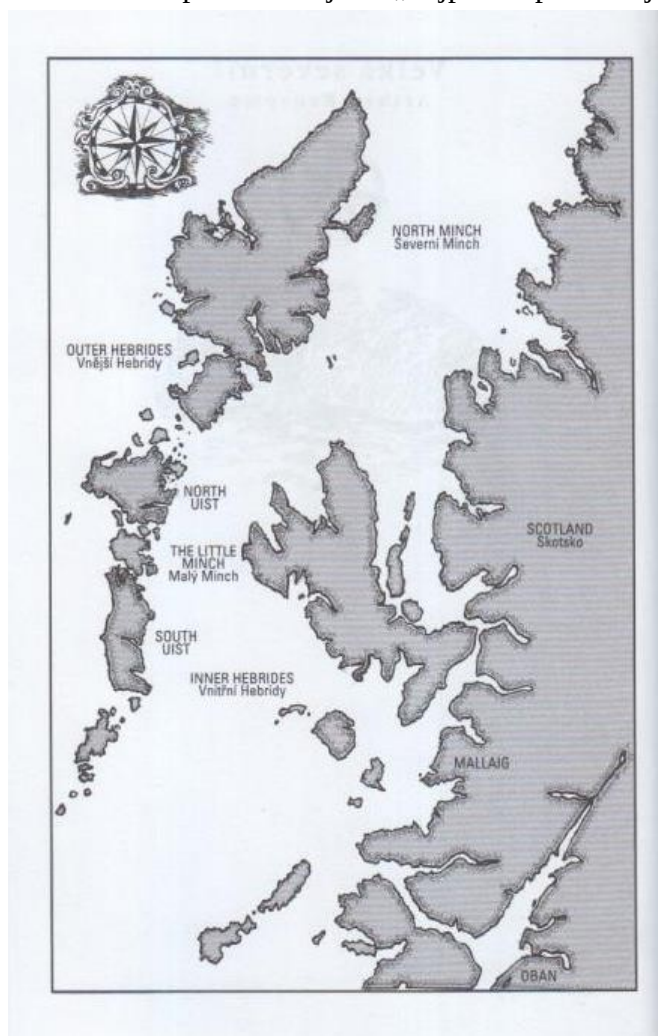 NORTH MINCH
Severní Minch
OUTER HEBRIDES
Vnější Hebridy
NORTH
UIST
SCOTLAND
Skotsko
THE LITTLE
MINCH
Malý Minch
SOUTH
UIST
INNER HEBRIDES
Vnitřní Hebridy
MALLAIG
OBAN